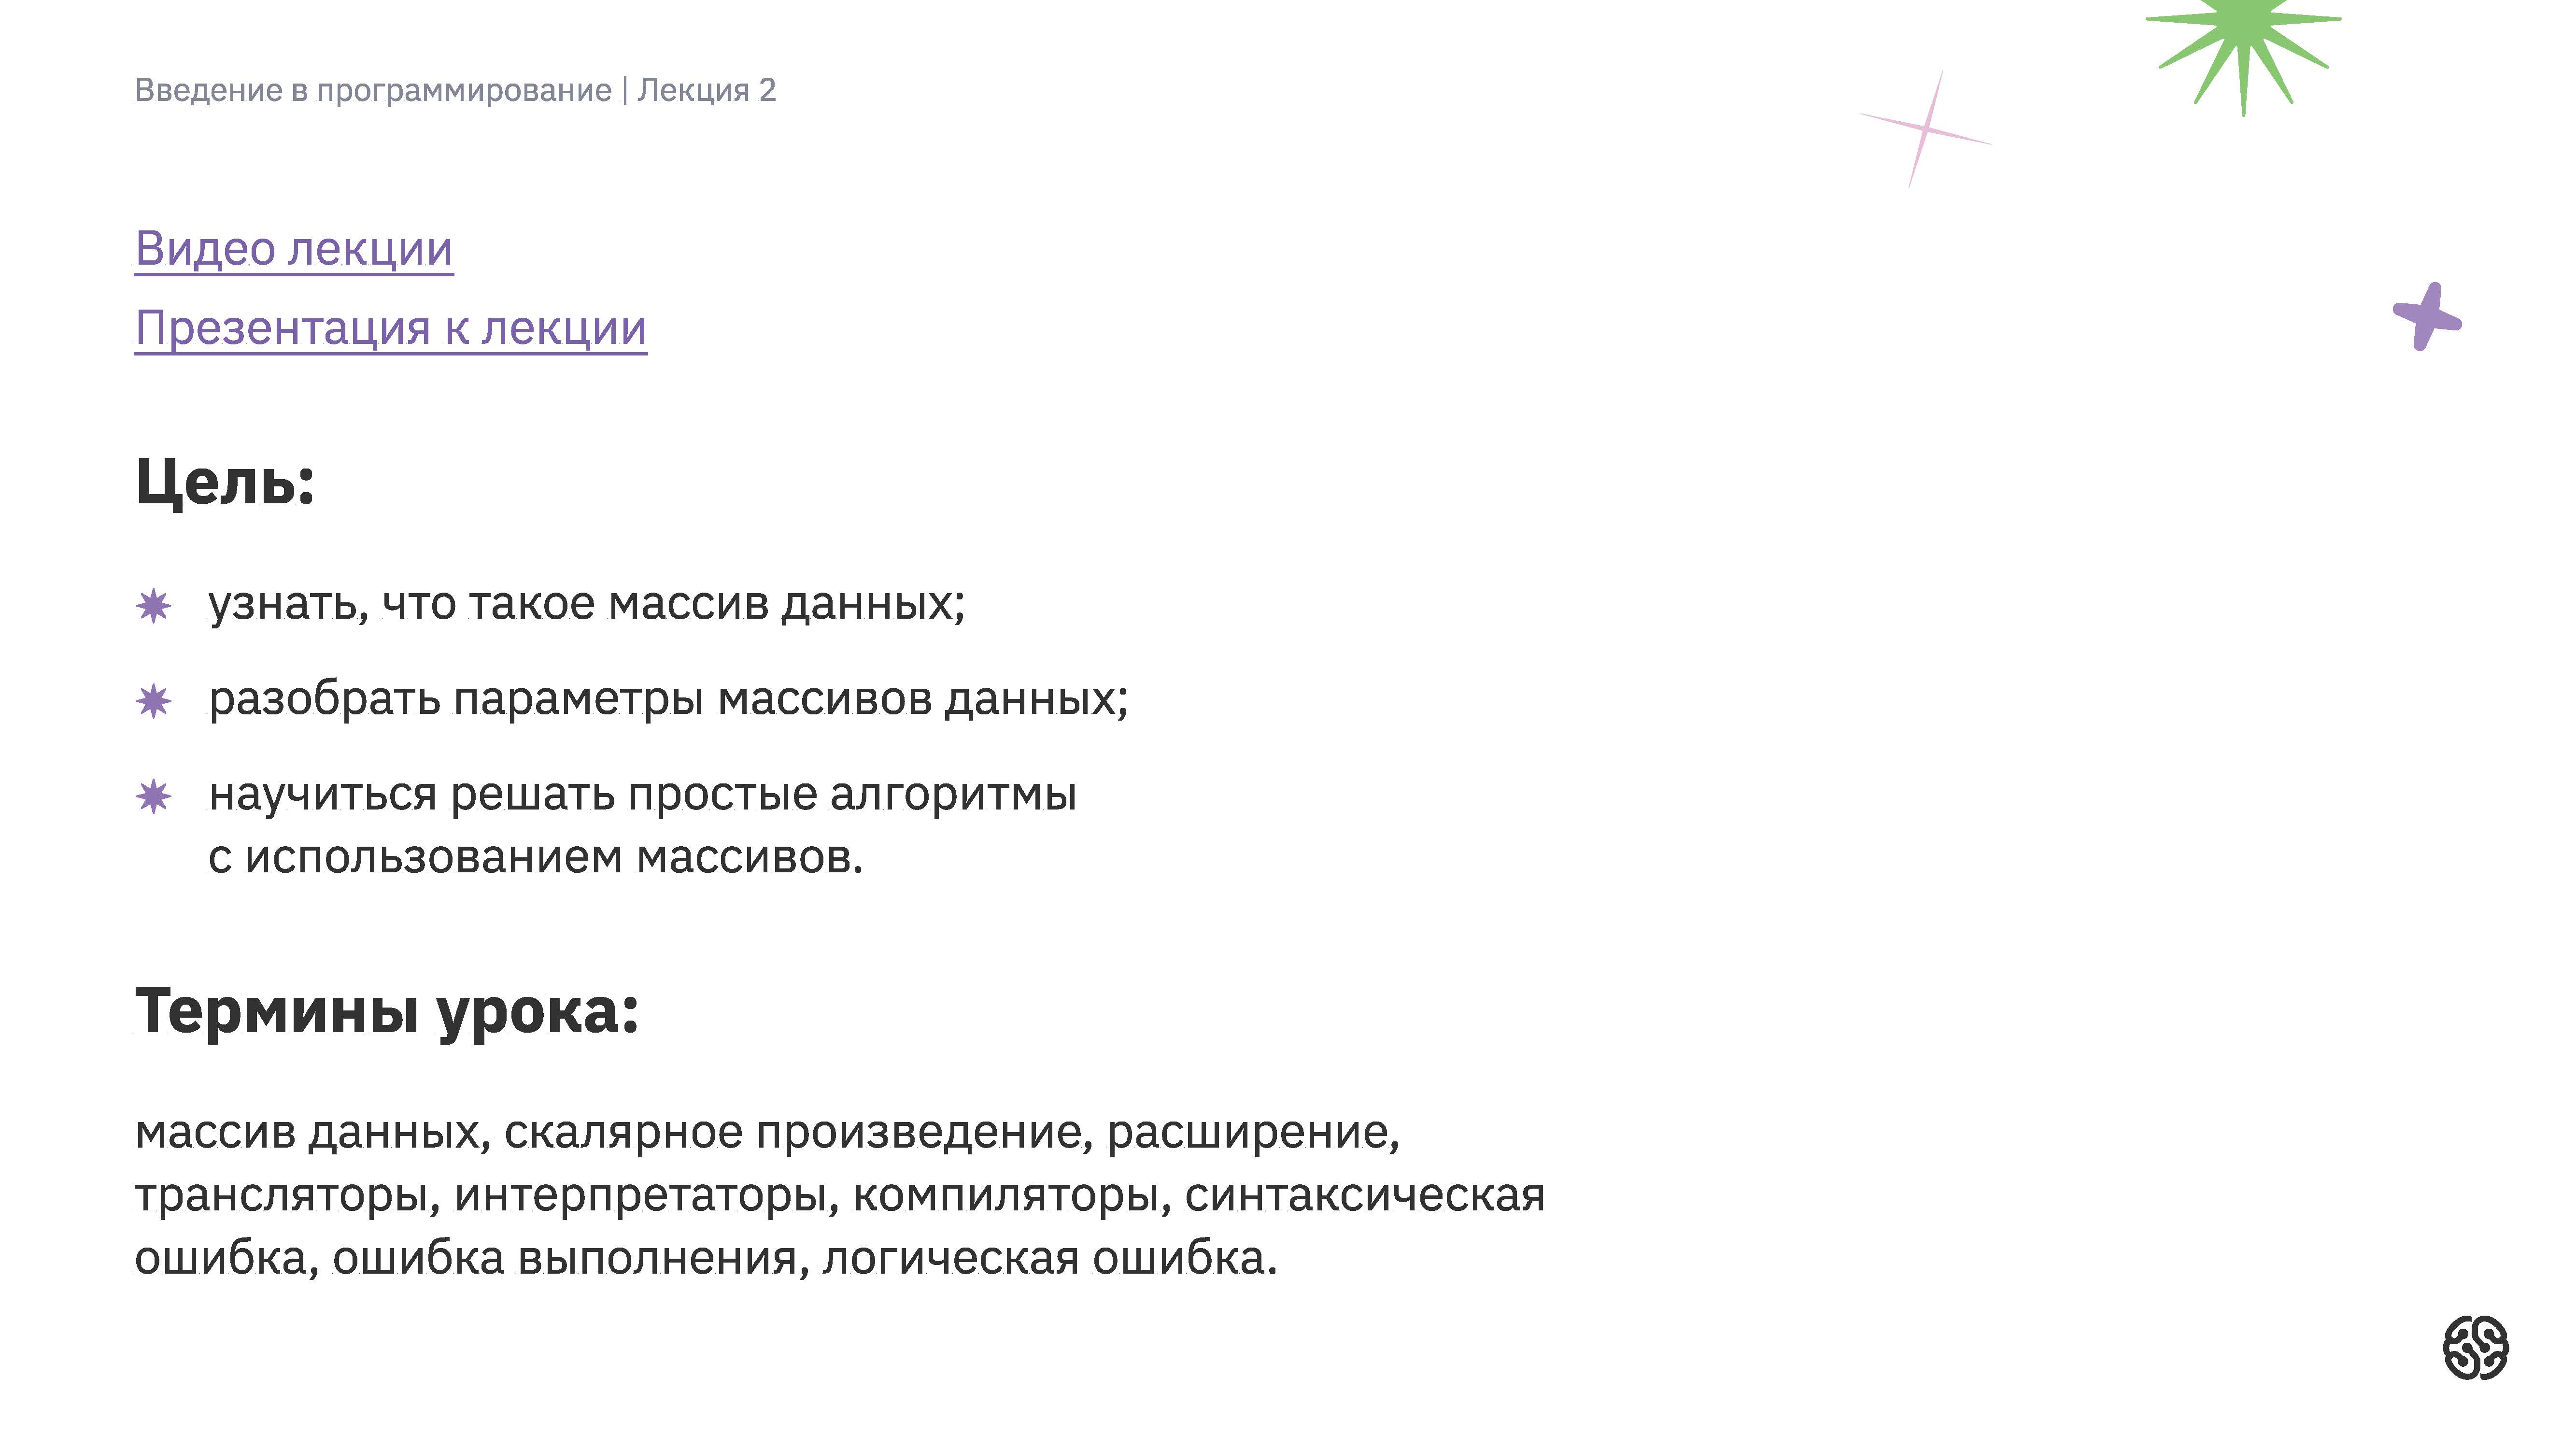 Введение в программирование | Лекция 2
Видео лекции
Презентация к лекции
Цель:
узнать, что такое массив данных;
разобрать параметры массивов данных;
научиться решать простые алгоритмы
с использованием массивов.
Термины урока:
массив данных, скалярное произведение, расширение,
трансляторы, интерпретаторы, компиляторы, синтаксическая
ошибка, ошибка выполнения, логическая ошибка.